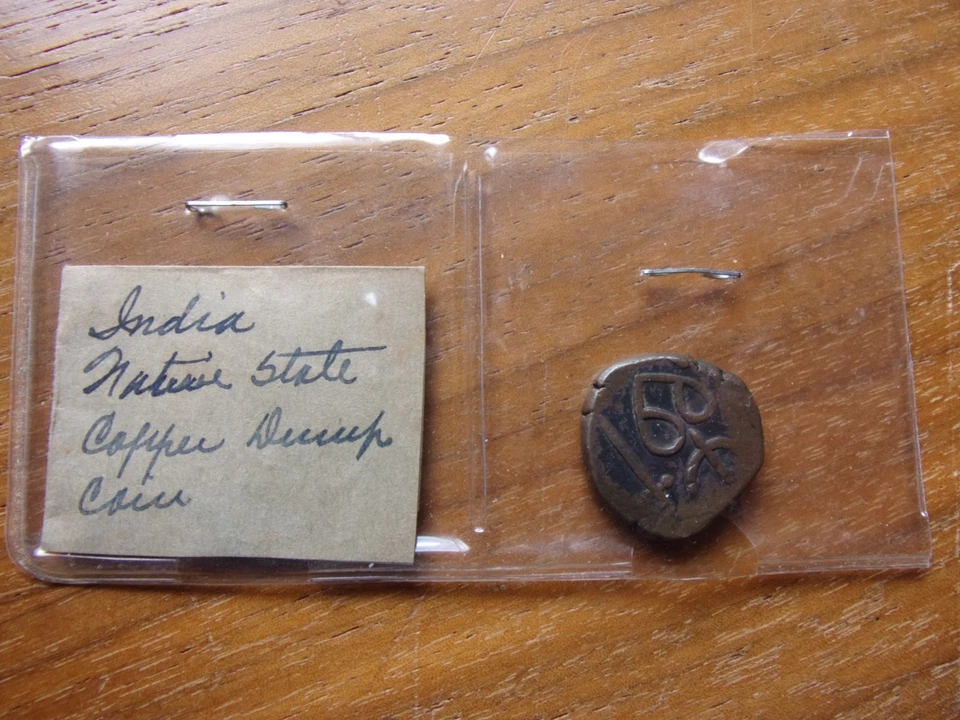 India
Native State
Copper Dump
Coin